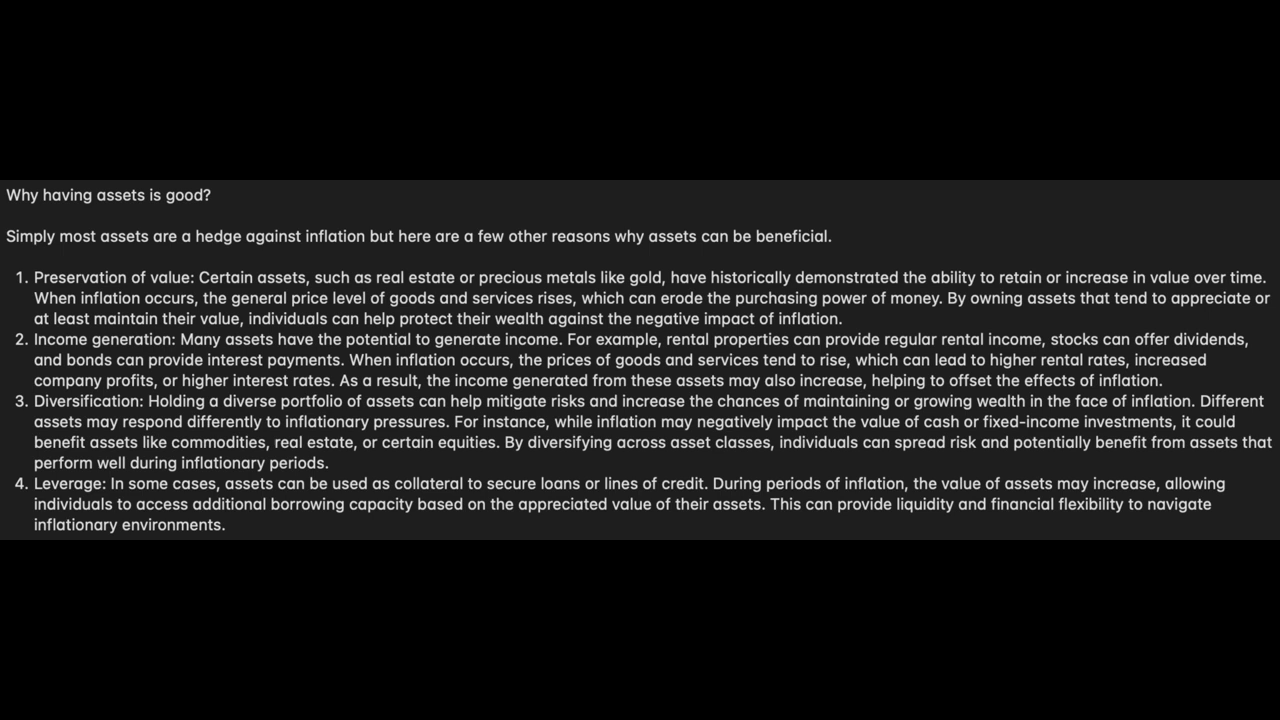 Why having assets is good?
Simply most assets are a hedge against inflation but here are a few other reasons why assets can be beneficial.
1. Preservation of value: Certain assets, such as real estate or precious metals like gold, have historically demonstrated the ability to retain or increase in value over time.
When inflation occurs, the general price level of goods and services rises, which can erode the purchasing power of money. By owning assets that tend to appreciate or
at least maintain their value, individuals can help protect their wealth against the negative impact of inflation.
2. Income generation: Many assets have the potential to generate income. For example, rental properties can provide regular rental income, stocks can offer dividends,
and bonds can provide interest payments. When inflation occurs, the prices of goods and services tend to rise, which can lead to higher rental rates, increased
company profits, or higher interest rates. As a result, the income generated from these assets may also increase, helping to offset the effects of inflation.
3. Diversification: Holding a diverse portfolio of assets can help mitigate risks and increase the chances of maintaining or growing wealth in the face of inflation. Different
assets may respond differently to inflationary pressures. For instance, while inflation may negatively impact the value of cash or fixed-income investments, it could
benefit assets like commodities, real estate, or certain equities. By diversifying across asset classes, individuals can spread risk and potentially benefit from assets that
perform well during inflationary periods.
4. Leverage: In some cases, assets can be used as collateral to secure loans or lines of credit. During periods of inflation, the value of assets may increase, allowing
individuals to access additional borrowing capacity based on the appreciated value of their assets. This can provide liquidity and financial flexibility to navigate
inflationary environments.